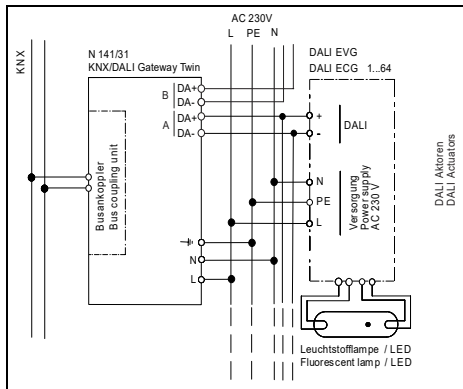 AC 230V
L PE N
KNX
N 141/31
KNX/DALI Gateway Twin
DALI EVG
DALI ECG 1...64
B
DA+
DA-
A
DA+
DA-
+
-
DALI
Busankoppler
Bus coupling unit
N
PE
L
Versorgung
Power supply
AC 230 V
DALI Aktoren
DALI Actuators
N
L
Leuchtstofflampe / LED
Fluorescent lamp / LED